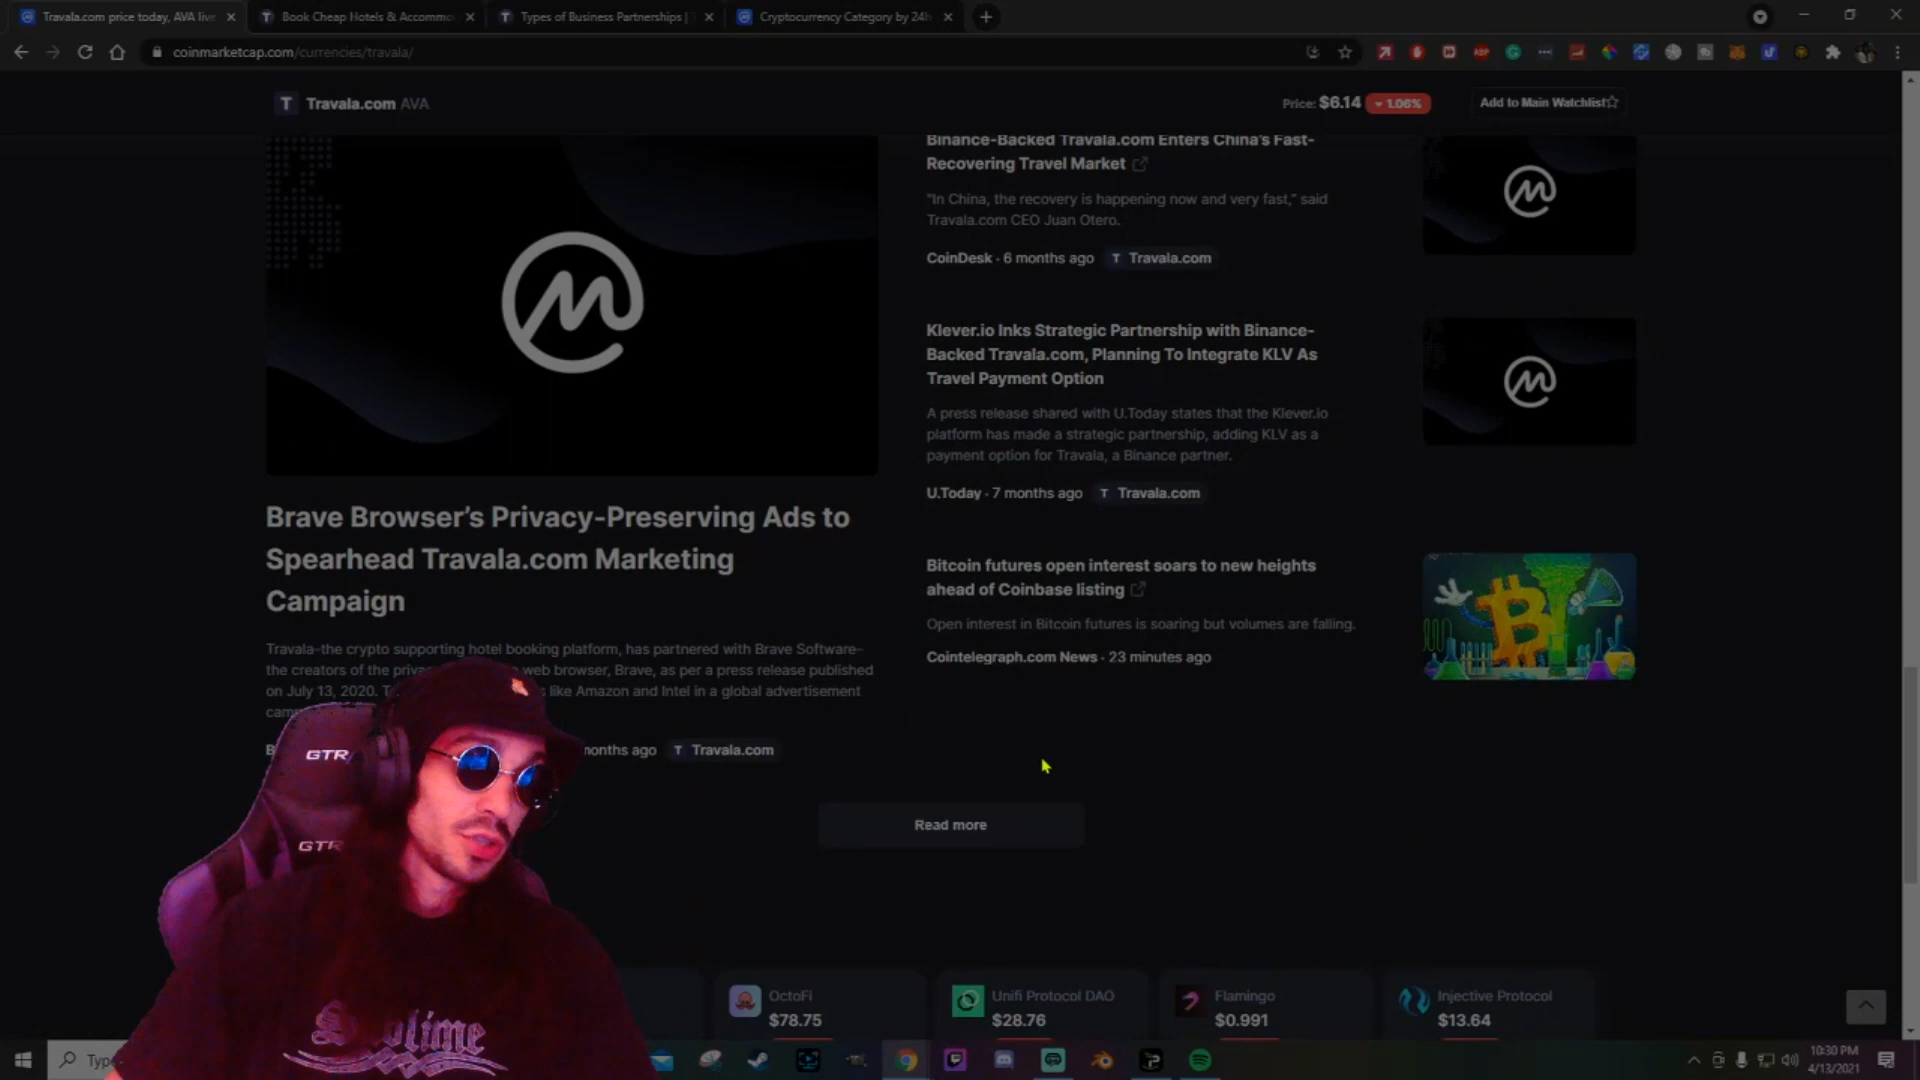 Travala.com price today, AVA live
Book Cheap Hotels & Accommo
Types of Business Partnerships |
Cryptocurrency Category by 24h
coinmarketcap.com/currencies/travala/
T Travala.com AVA
Price: $6.14 1.06%
Add to Main Watchlist
Binance-Backed Travala.com Enters China's Fast-
Recovering Travel Market
"In China, the recovery is happening now and very fast," said
Travala.com CEO Juan Otero.
CoinDesk · 6 months ago T Travala.com
Klever.io Inks Strategic Partnership with Binance-
Backed Travala.com, Planning To Integrate KLV As
Travel Payment Option
A press release shared with U.Today states that the Klever.io
platform has made a strategic partnership, adding KLV as a
payment option for Travala, a Binance partner.
U.Today · 7 months ago T Travala.com
Bitcoin futures open interest soars to new heights
ahead of Coinbase listing
Open interest in Bitcoin futures is soaring but volumes are falling.
Cointelegraph.com News · 23 minutes ago
Brave Browser's Privacy-Preserving Ads to
Spearhead Travala.com Marketing
Campaign
Travala–the crypto supporting hotel booking platform, has partnered with Brave Software–
the creators of the web browser, Brave, as per a press release published
on July 13, 2020. like Amazon and Intel in a global advertisement
months ago T Travala.com
Read more
GTR
GTR
Sublime
OctoFi
$78.75
Unifi Protocol DAO
$28.76
Flamingo
$0.991
Injective Protocol
$13.64
Type
10:30 PM
4/13/2021